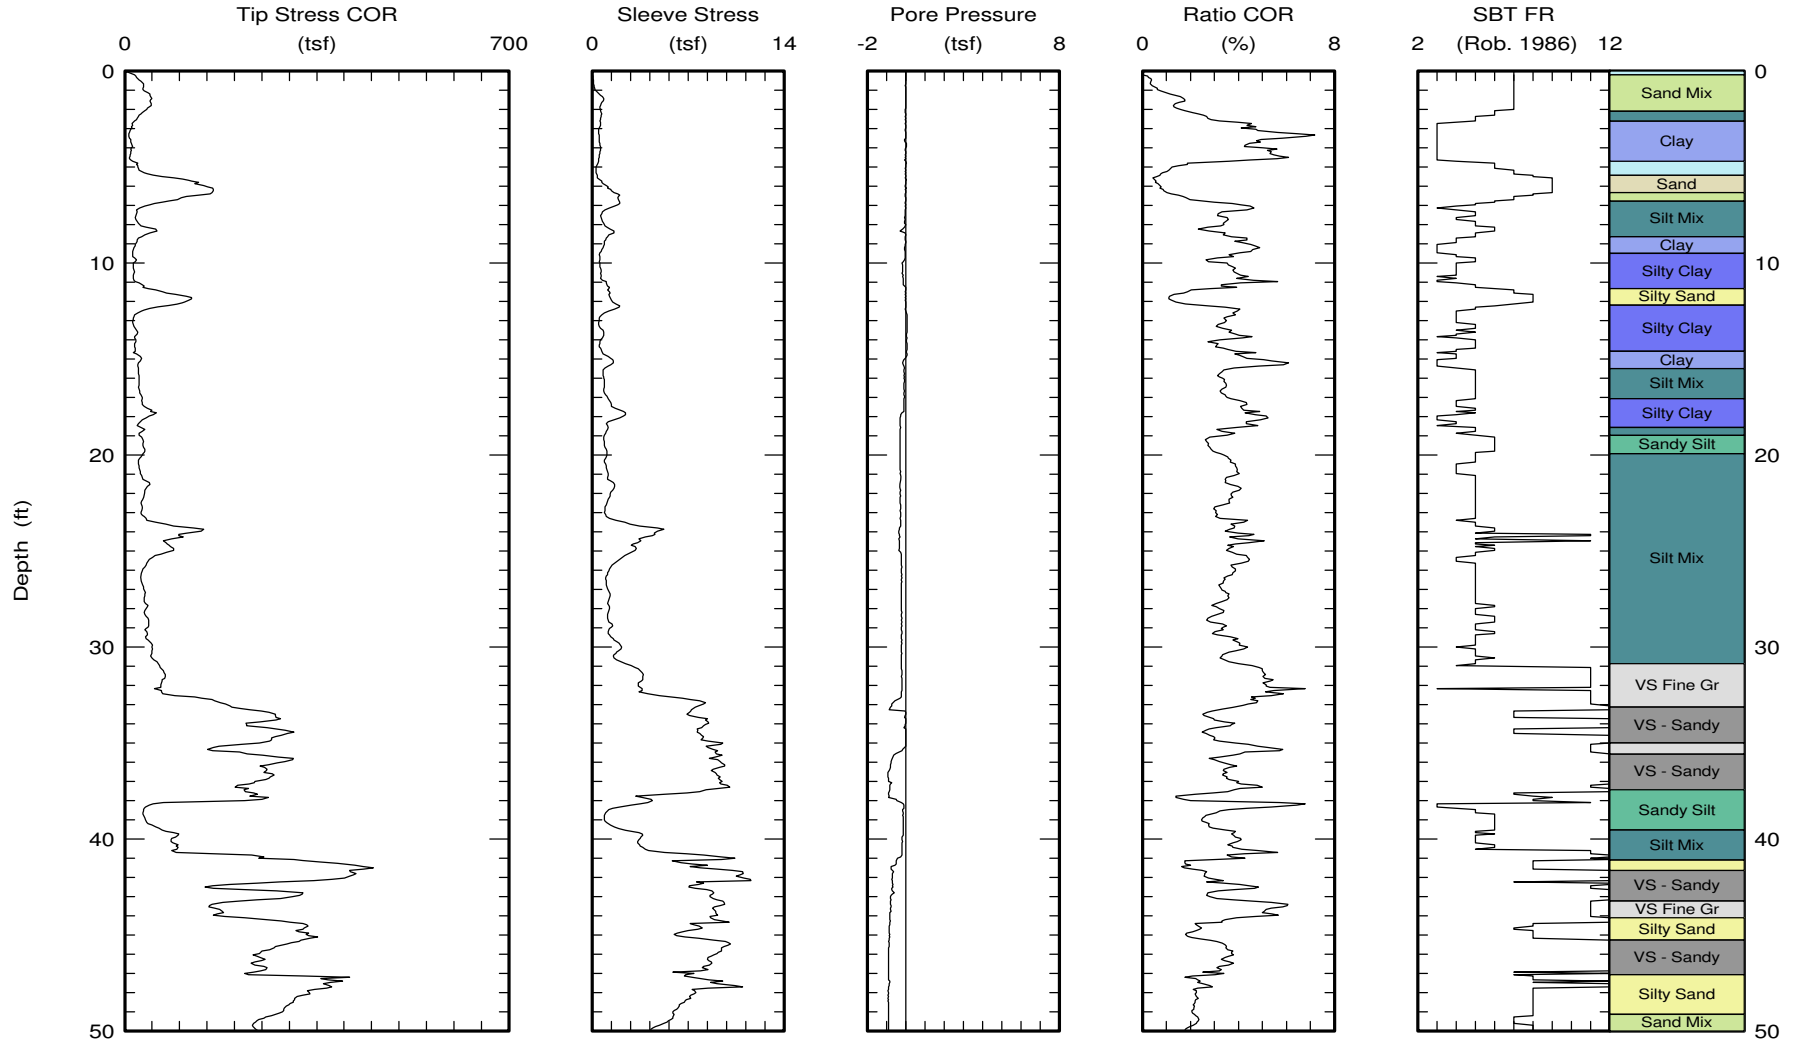 Tip Stress COR Sleeve Stress Pore Pressure Ratio COR SBT FR
0 (tsf) 700 0 (tsf) 14 -2 (tsf) 8 0 (%) 8 2 (Rob. 1986) 12
0 0
Sand Mix
Clay
Sand
Silt Mix
Clay
10 Silty Clay 10
Silty Sand
Silty Clay
Clay
Silt Mix
Silty Clay
Sandy Silt
20 20
Depth (ft)
Silt Mix
30 30
VS Fine Gr
VS - Sandy
VS - Sandy
Sandy Silt
40 Silt Mix 40
VS - Sandy
VS Fine Gr
Silty Sand
VS - Sandy
Silty Sand
Sand Mix
50 50